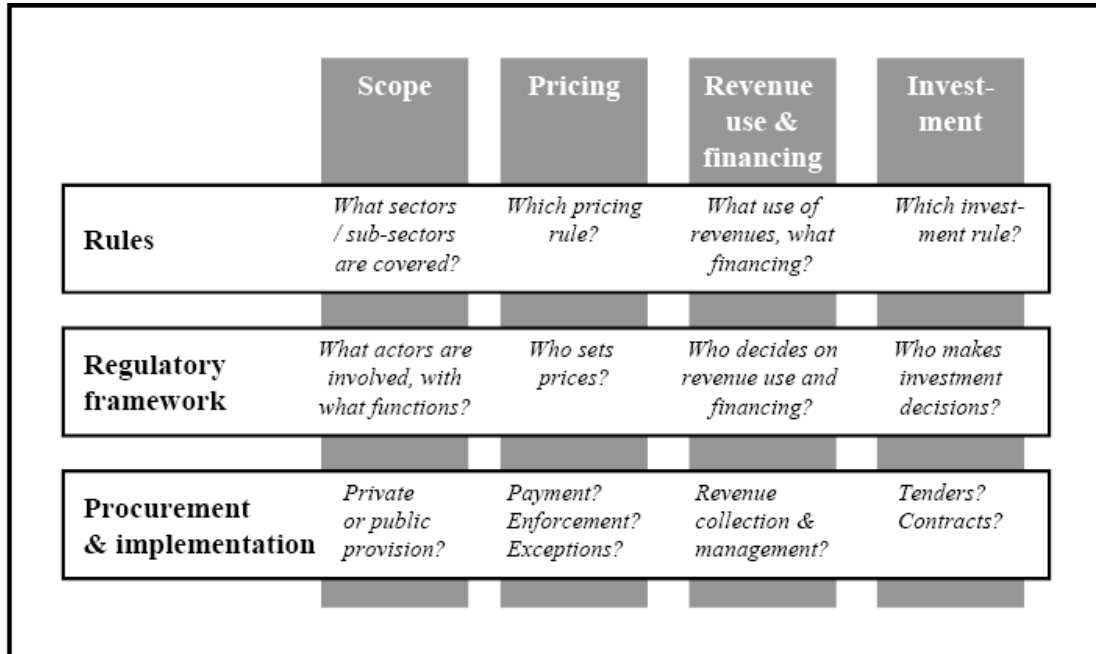 Scope
Pricing
Revenue
use &
financing
Invest-
ment
Rules
What sectors
/ sub-sectors
are covered?
Which pricing
rule?
What use of
revenues, what
financing?
Which invest-
ment rule?
Regulatory
framework
What actors are
involved, with
what functions?
Who sets
prices?
Who decides on
revenue use and
financing?
Who makes
investment
decisions?
Procurement
& implementation
Private
or public
provision?
Payment?
Enforcement?
Exceptions?
Revenue
collection &
management?
Tenders?
Contracts?